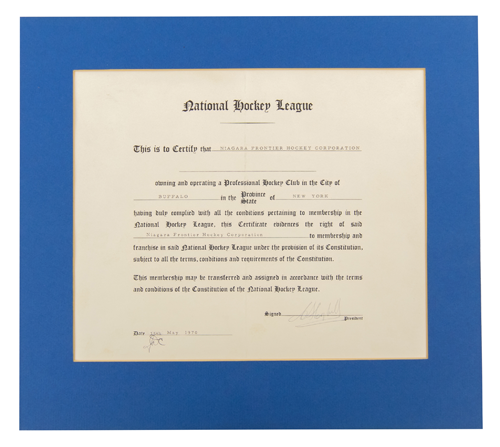 National Hockey League
This is to Certify that NIAGARA FRONTIER HOCKEY CORPORATION
owning and operating a Professional Hockey Club in the City of
BUFFALO in the Province State of NEW YORK
having duly complied with all the conditions pertaining to membership in the
National Hockey League, this Certificate evidences the right of said
Niagara Frontier Hockey Corporation to membership and
franchise in said National Hockey League under the provision of its Constitution,
subject to all the terms, conditions and requirements of the Constitution.
This membership may be transferred and assigned in accordance with the terms
and conditions of the Constitution of the National Hockey League.
Signed
President
Date May 1970